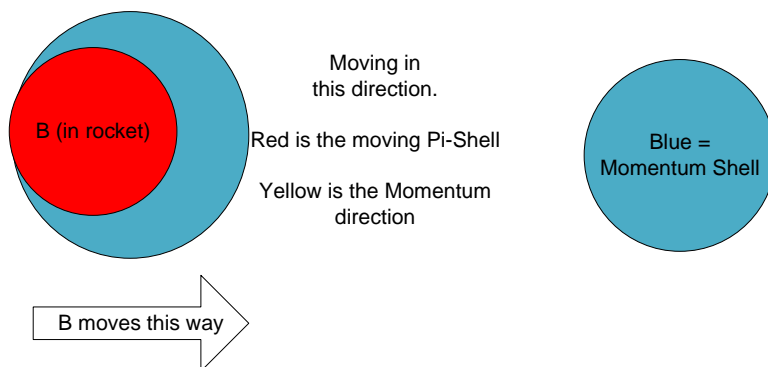 B (in rocket)
Moving in
this direction.
Red is the moving Pi-Shell
Yellow is the Momentum
direction
Blue =
Momentum Shell
B moves this way